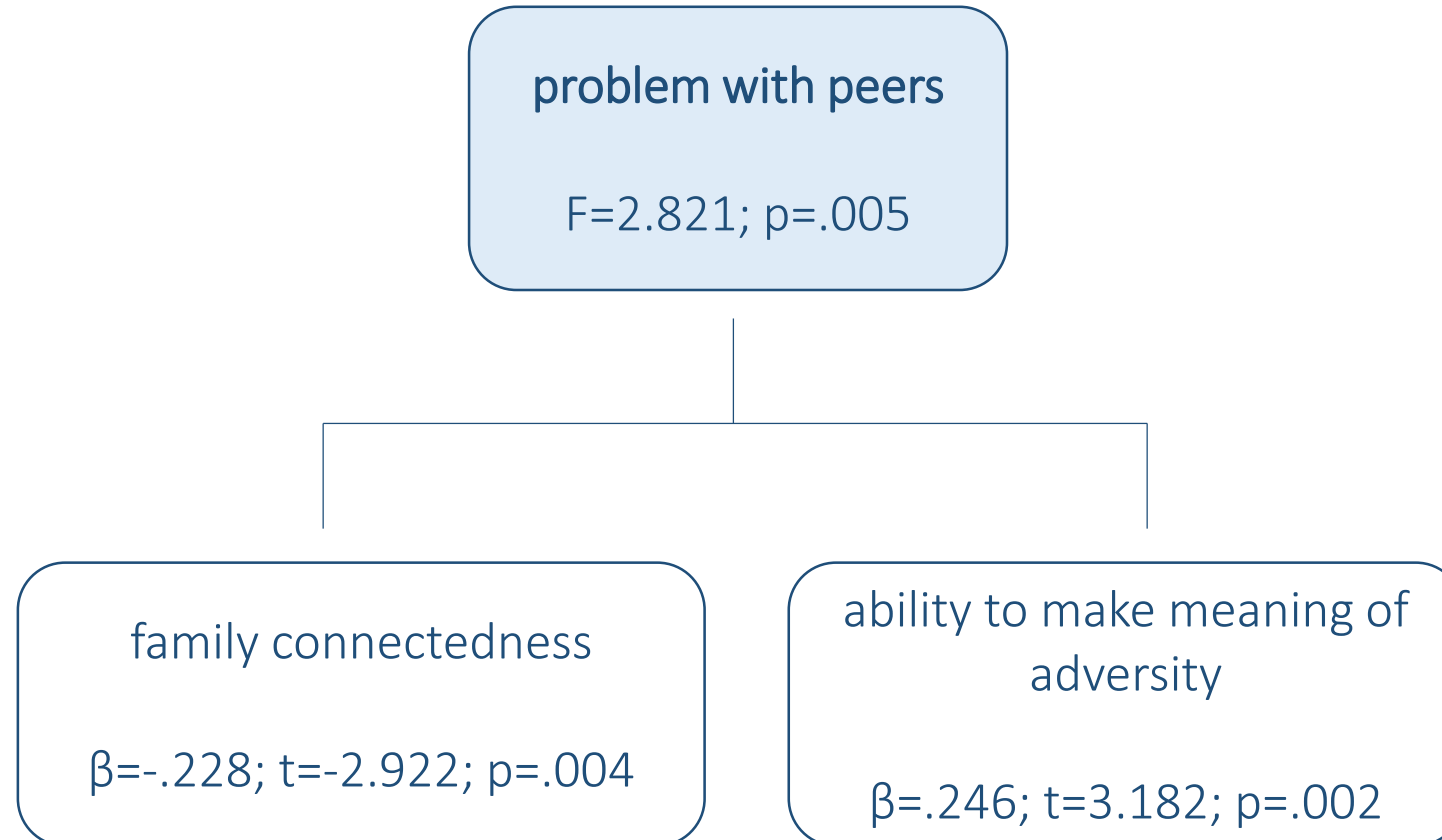 problem with peers
F=2.821; p=.005
family connectedness
β=-.228; t=-2.922; p=.004
ability to make meaning of
adversity
β=.246; t=3.182; p=.002